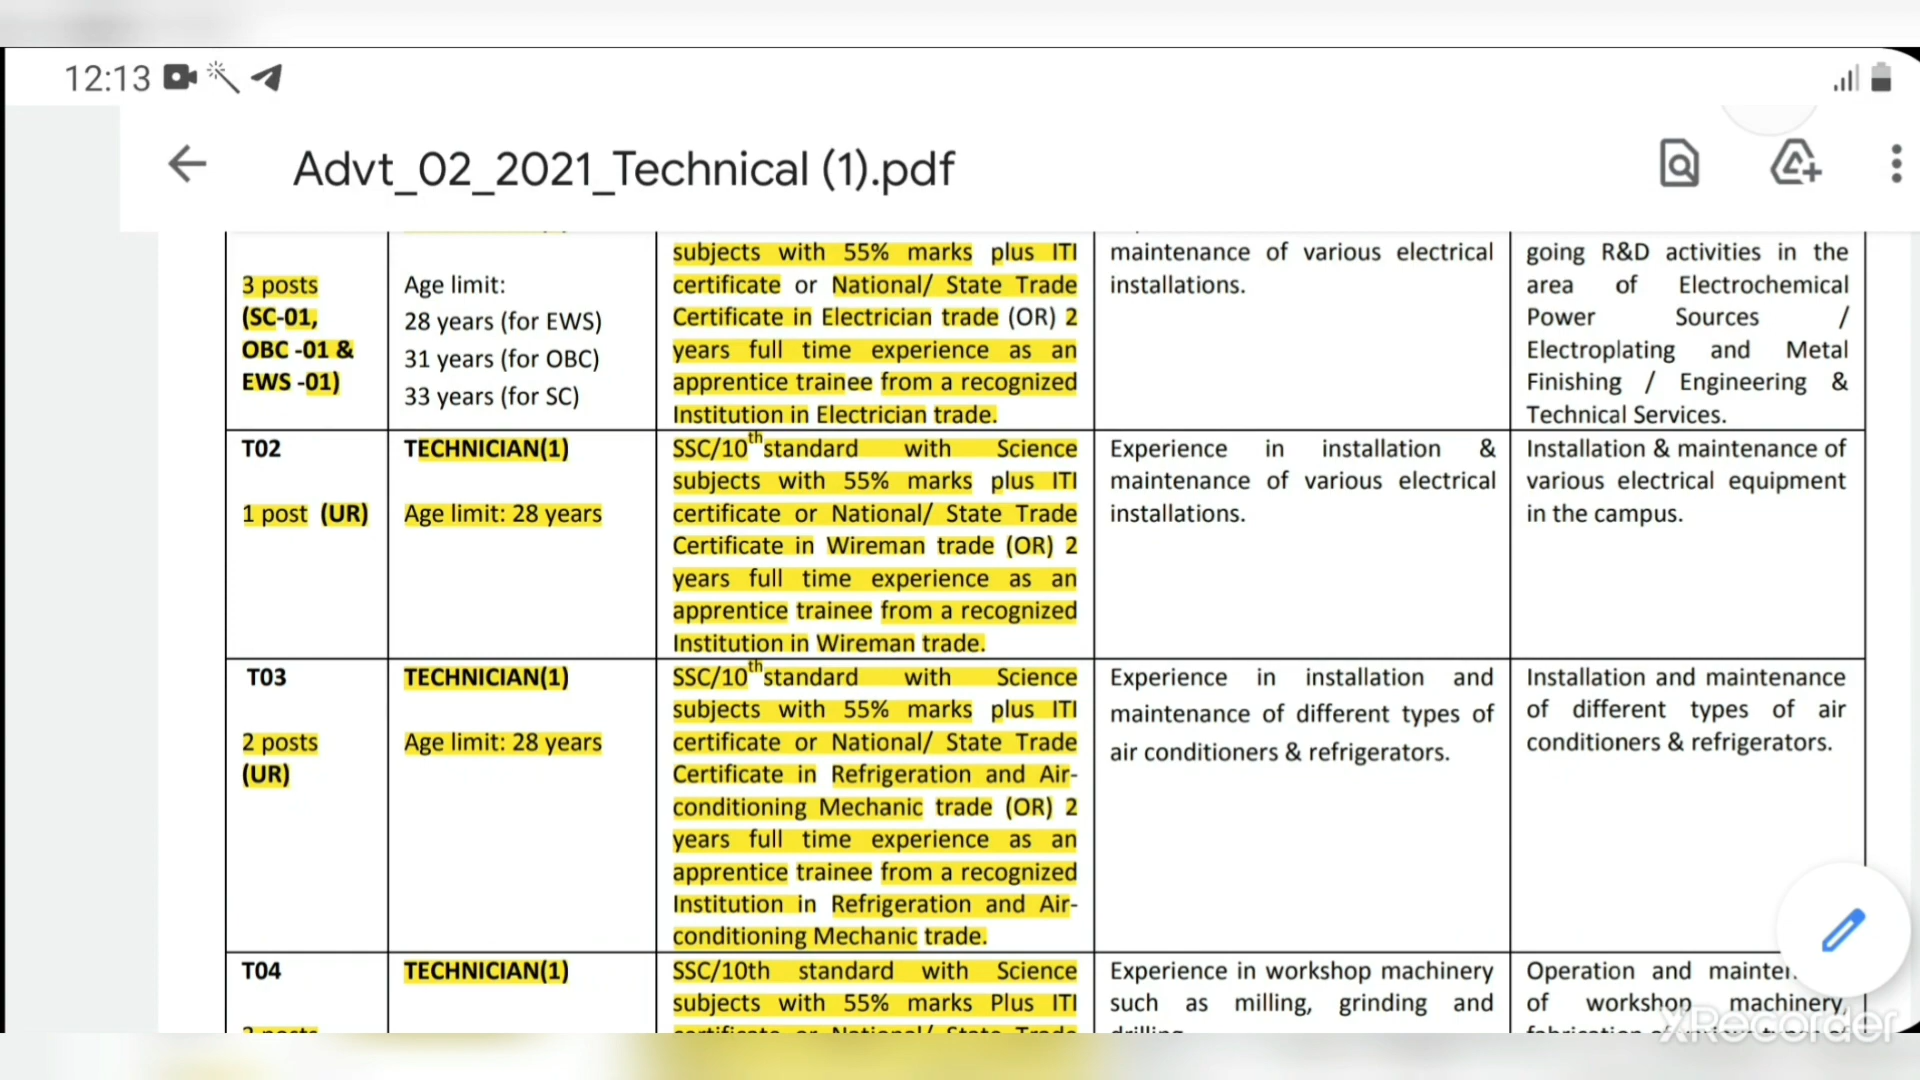 12:13
Advt_02_2021_Technical (1).pdf
3 posts
(SC-01,
OBC -01 &
EWS -01)
Age limit:
28 years (for EWS)
31 years (for OBC)
33 years (for SC)
subjects with 55% marks plus ITI
certificate or National/ State Trade
Certificate in Electrician trade (OR) 2
years full time experience as an
apprentice trainee from a recognized
Institution in Electrician trade.
maintenance of various electrical
installations.
going R&D activities in the
area of Electrochemical
Power Sources /
Electroplating and Metal
Finishing / Engineering &
Technical Services.
T02
1 post (UR)
TECHNICIAN(1)
Age limit: 28 years
SSC/10th standard with Science
subjects with 55% marks plus ITI
certificate or National/ State Trade
Certificate in Wireman trade (OR) 2
years full time experience as an
apprentice trainee from a recognized
Institution in Wireman trade.
Experience in installation &
maintenance of various electrical
installations.
Installation & maintenance of
various electrical equipment
in the campus.
T03
2 posts
(UR)
TECHNICIAN(1)
Age limit: 28 years
SSC/10th standard with Science
subjects with 55% marks plus ITI
certificate or National/ State Trade
Certificate in Refrigeration and Air-
conditioning Mechanic trade (OR) 2
years full time experience as an
apprentice trainee from a recognized
Institution in Refrigeration and Air-
conditioning Mechanic trade.
Experience in installation and
maintenance of different types of
air conditioners & refrigerators.
Installation and maintenance
of different types of air
conditioners & refrigerators.
T04
TECHNICIAN(1)
SSC/10th standard with Science
subjects with 55% marks Plus ITI
certificate or National/ State Trade
Experience in workshop machinery
such as milling, grinding and
Operation and
of workshop machinery,
XRecorder